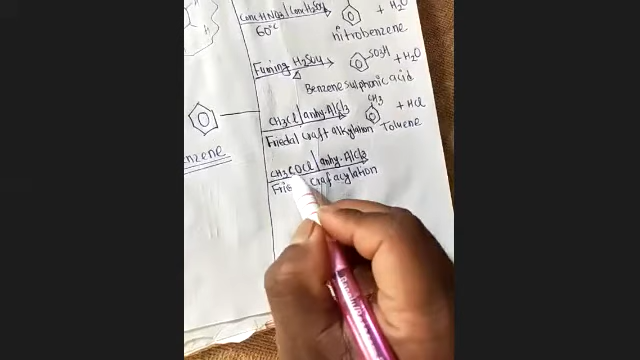 Conc HNO3 / Conc H2SO4
60°C
+ H2O
nitrobenzene
Fuming H2SO4
Δ
SO3H
+ H2O
Benzene sulphonic acid
CH3Cl | anhy-AlCl3
CH3
+ HCl
Friedal Craft alkylation
Toluene
nzene
CH3COCl | anhy-AlCl3
Craft acylation